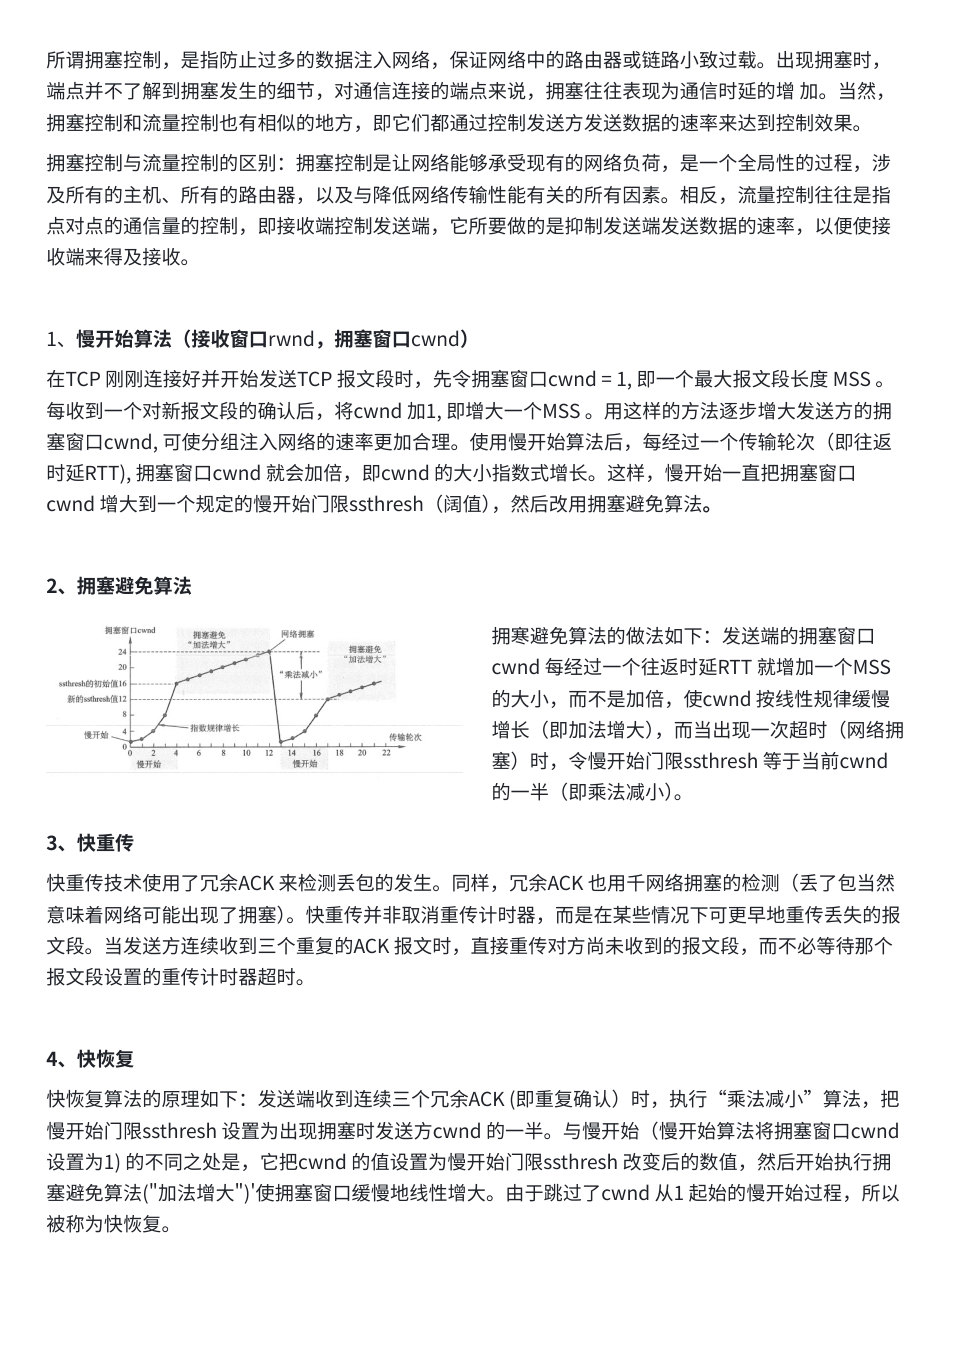 所谓拥塞控制，是指防止过多的数据注入网络，保证网络中的路由器或链路小致过载。出现拥塞时，
端点并不了解到拥塞发生的细节，对通信连接的端点来说，拥塞往往表现为通信时延的增 加。当然，
拥塞控制和流量控制也有相似的地方，即它们都通过控制发送方发送数据的速率来达到控制效果。
拥塞控制与流量控制的区别：拥塞控制是让网络能够承受现有的网络负荷，是一个全局性的过程，涉
及所有的主机、所有的路由器，以及与降低网络传输性能有关的所有因素。相反，流量控制往往是指
点对点的通信量的控制，即接收端控制发送端，它所要做的是抑制发送端发送数据的速率，以便使接
收端来得及接收。
1、慢开始算法（接收窗口rwnd，拥塞窗口cwnd）
在TCP 刚刚连接好并开始发送TCP 报文段时，先令拥塞窗口cwnd = 1, 即一个最大报文段长度 MSS 。
每收到一个对新报文段的确认后，将cwnd 加1, 即增大一个MSS 。用这样的方法逐步增大发送方的拥
塞窗口cwnd, 可使分组注入网络的速率更加合理。使用慢开始算法后，每经过一个传输轮次（即往返
时延RTT), 拥塞窗口cwnd 就会加倍，即cwnd 的大小指数式增长。这样，慢开始一直把拥塞窗口
cwnd 增大到一个规定的慢开始门限ssthresh（阔值），然后改用拥塞避免算法。
2、拥塞避免算法
拥塞窗口cwnd
拥塞避免
“加法增大”
网络拥塞
拥塞避免
“加法增大”
“乘法减小”
24
20
ssthresh的初始值16
新的ssthresh值12
8
4
0
指数规律增长
慢开始
传输轮次
0 2 4 6 8 10 12 14 16 18 20 22
慢开始 慢开始
拥寒避免算法的做法如下：发送端的拥塞窗口
cwnd 每经过一个往返时延RTT 就增加一个MSS
的大小，而不是加倍，使cwnd 按线性规律缓慢
增长（即加法增大），而当出现一次超时（网络拥
塞）时，令慢开始门限ssthresh 等于当前cwnd
的一半（即乘法减小）。
3、快重传
快重传技术使用了冗余ACK 来检测丢包的发生。同样，冗余ACK 也用千网络拥塞的检测（丢了包当然
意味着网络可能出现了拥塞）。快重传并非取消重传计时器，而是在某些情况下可更早地重传丢失的报
文段。当发送方连续收到三个重复的ACK 报文时，直接重传对方尚未收到的报文段，而不必等待那个
报文段设置的重传计时器超时。
4、快恢复
快恢复算法的原理如下：发送端收到连续三个冗余ACK (即重复确认）时，执行“乘法减小”算法，把
慢开始门限ssthresh 设置为出现拥塞时发送方cwnd 的一半。与慢开始（慢开始算法将拥塞窗口cwnd
设置为1) 的不同之处是，它把cwnd 的值设置为慢开始门限ssthresh 改变后的数值，然后开始执行拥
塞避免算法("加法增大")'使拥塞窗口缓慢地线性增大。由于跳过了cwnd 从1 起始的慢开始过程，所以
被称为快恢复。